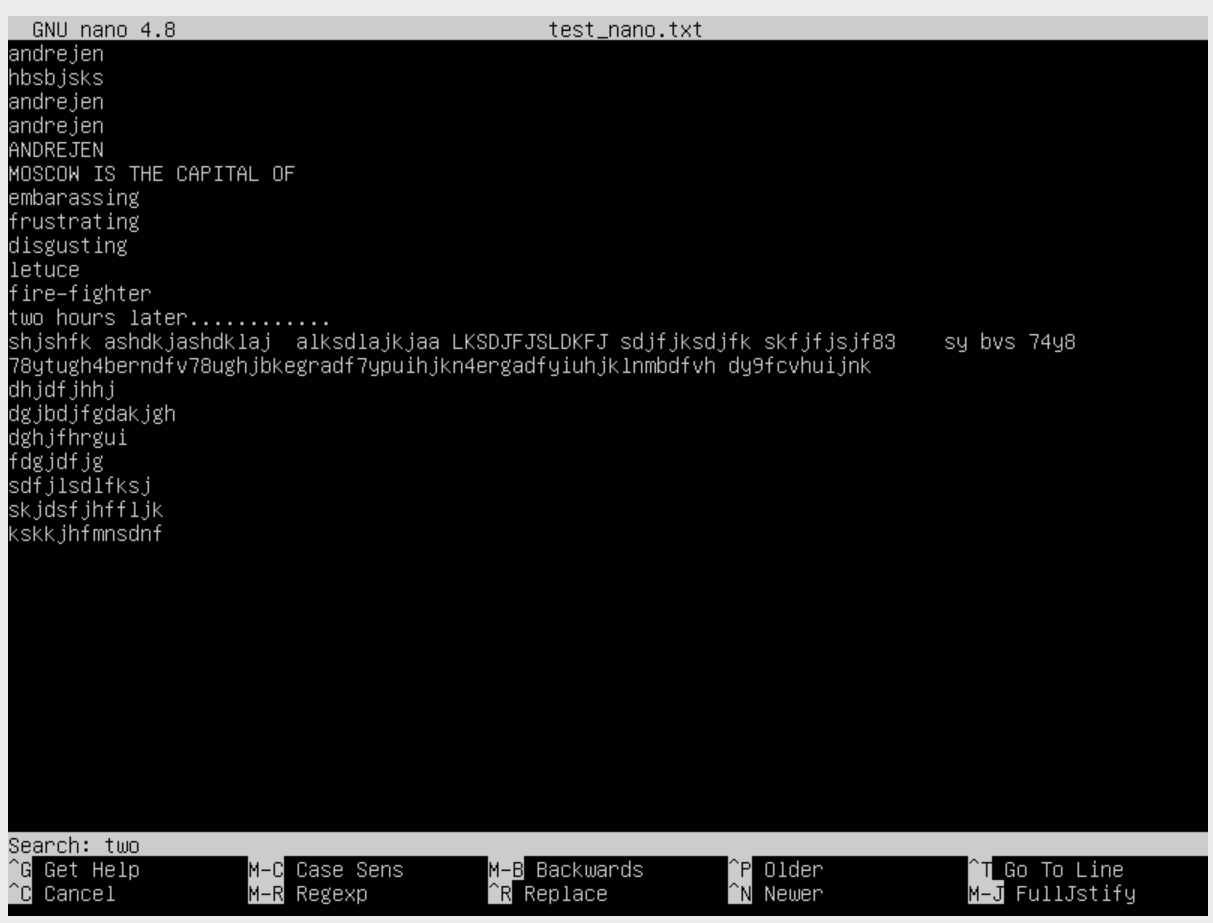 GNU nano 4.8 test_nano.txt
andrejen
hbsbjsks
andrejen
andrejen
ANDREJEN
MOSCOW IS THE CAPITAL OF
embarassing
frustrating
disgusting
letuce
fire-fighter
two hours later............
shjshfk ashdkjashdklaj  alksdlajkjaa LKSDJFJSLDKFJ sdjfjksdjfk skfjfjsjf83    sy bvs 74y8
78ytugh4berndfv78ughjbkegradf7ypuihjkn4ergadfyiuhjklnmbdfvh dy9fcvhuijnk
dhjdfjhhj
dgjbdjfgdakjgh
dghjfhrgui
fdgjdfjg
sdfjlsdlfksj
skjdsfjhffljk
kskkjhfmnsdnf
Search: two
^G Get Help M-C Case Sens M-B Backwards ^P Older ^T Go To Line
^C Cancel M-R Regexp ^R Replace ^N Newer M-J FullJstify